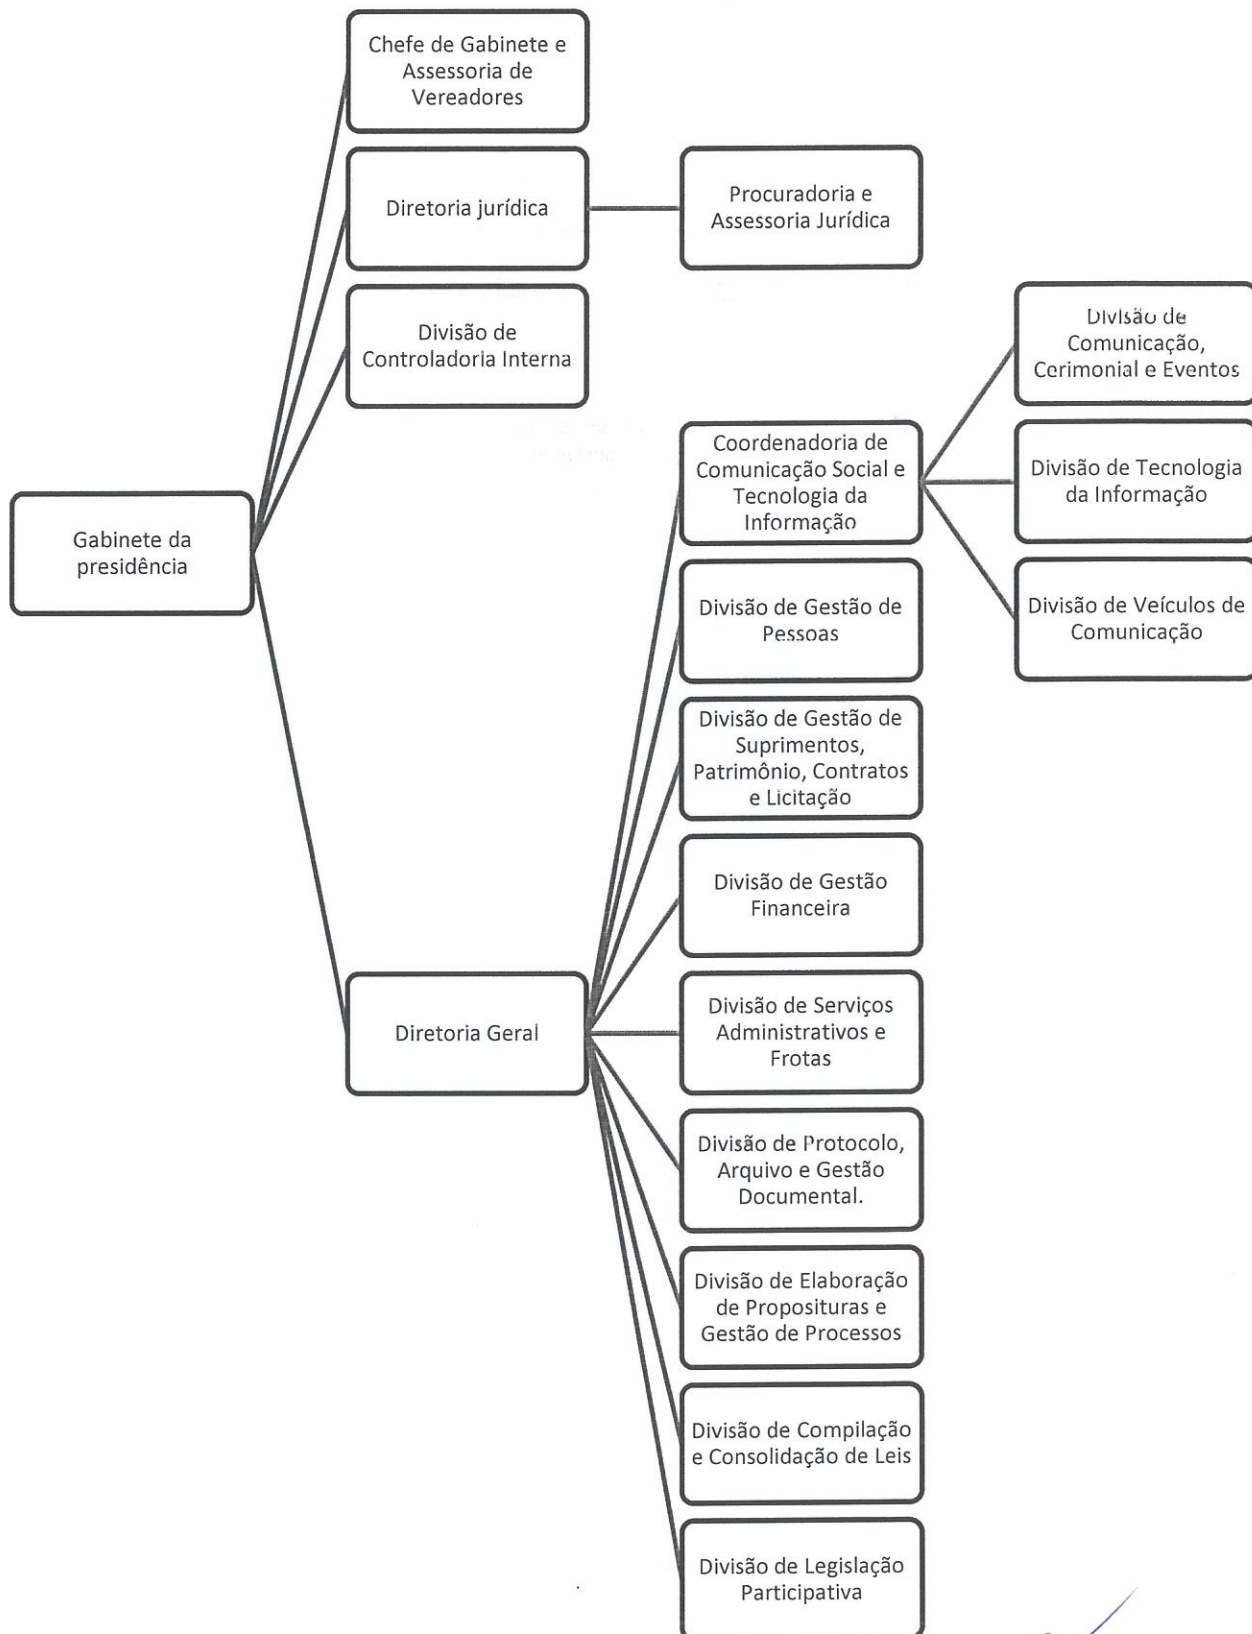 Chefe de Gabinete e
Assessoria de
Vereadores
Diretoria jurídica
Procuradoria e
Assessoria Jurídica
Divisão de
Controladoria Interna
Divisão de
Comunicação,
Cerimonial e Eventos
Coordenadoria de
Comunicação Social e
Tecnologia da
Informação
Divisão de Tecnologia
da Informação
Gabinete da
presidência
Divisão de Gestão de
Pessoas
Divisão de Veículos de
Comunicação
Divisão de Gestão de
Suprimentos,
Patrimônio, Contratos
e Licitação
Divisão de Gestão
Financeira
Diretoria Geral
Divisão de Serviços
Administrativos e
Frotas
Divisão de Protocolo,
Arquivo e Gestão
Documental.
Divisão de Elaboração
de Proposituras e
Gestão de Processos
Divisão de Compilação
e Consolidação de Leis
Divisão de Legislação
Participativa